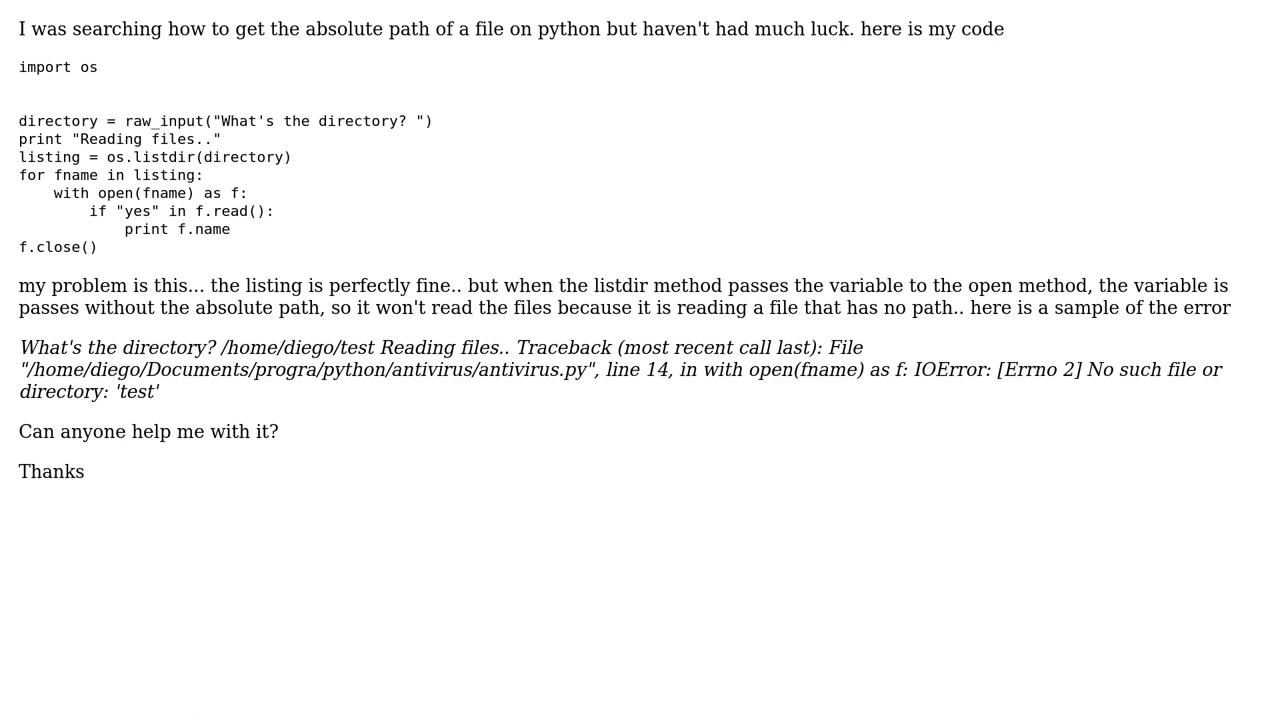 I was searching how to get the absolute path of a file on python but haven't had much luck. here is my code
import os
directory = raw_input("What's the directory? ")
print "Reading files.."
listing = os.listdir(directory)
for fname in listing:
    with open(fname) as f:
        if "yes" in f.read():
            print f.name
f.close()
my problem is this... the listing is perfectly fine.. but when the listdir method passes the variable to the open method, the variable is
passes without the absolute path, so it won't read the files because it is reading a file that has no path.. here is a sample of the error
What's the directory? /home/diego/test Reading files.. Traceback (most recent call last): File
"/home/diego/Documents/progra/python/antivirus/antivirus.py", line 14, in with open(fname) as f: IOError: [Errno 2] No such file or
directory: 'test'
Can anyone help me with it?
Thanks